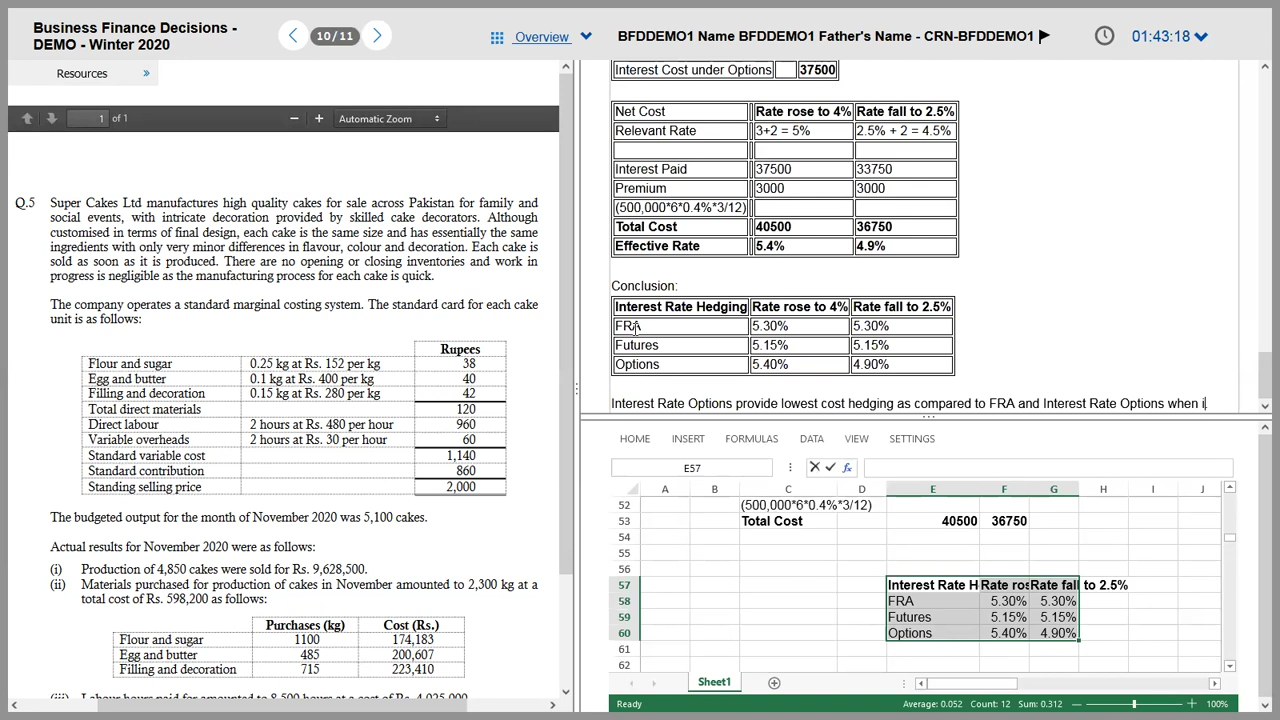 Business Finance Decisions -
DEMO - Winter 2020
10/11
Overview
BFDDEMO1 Name BFDDEMO1 Father's Name - CRN-BFDDEMO1
01:43:18
Resources »
1 of 1
Automatic Zoom
Q.5 Super Cakes Ltd manufactures high quality cakes for sale across Pakistan for family and
social events, with intricate decoration provided by skilled cake decorators. Although
customised in terms of final design, each cake is the same size and has essentially the same
ingredients with only very minor differences in flavour, colour and decoration. Each cake is
sold as soon as it is produced. There are no opening or closing inventories and work in
progress is negligible as the manufacturing process for each cake is quick.
The company operates a standard marginal costing system. The standard card for each cake
unit is as follows:
Rupees
Flour and sugar 0.25 kg at Rs. 152 per kg 38
Egg and butter 0.1 kg at Rs. 400 per kg 40
Filling and decoration 0.15 kg at Rs. 280 per kg 42
Total direct materials 120
Direct labour 2 hours at Rs. 480 per hour 960
Variable overheads 2 hours at Rs. 30 per hour 60
Standard variable cost 1,140
Standard contribution 860
Standing selling price 2,000
The budgeted output for the month of November 2020 was 5,100 cakes.
Actual results for November 2020 were as follows:
(i) Production of 4,850 cakes were sold for Rs. 9,628,500.
(ii) Materials purchased for production of cakes in November amounted to 2,300 kg at a
total cost of Rs. 598,200 as follows:
Purchases (kg) Cost (Rs.)
Flour and sugar 1100 174,183
Egg and butter 485 200,607
Filling and decoration 715 223,410
(iii) Labour hours paid for amounted to 8,500 hours at a cost of Rs. 4,025,000
Interest Cost under Options 37500
Net Cost Rate rose to 4% Rate fall to 2.5%
Relevant Rate 3+2 = 5% 2.5% + 2 = 4.5%
Interest Paid 37500 33750
Premium 3000 3000
(500,000*6*0.4%*3/12)
Total Cost 40500 36750
Effective Rate 5.4% 4.9%
Conclusion:
Interest Rate Hedging Rate rose to 4% Rate fall to 2.5%
FRA 5.30% 5.30%
Futures 5.15% 5.15%
Options 5.40% 4.90%
Interest Rate Options provide lowest cost hedging as compared to FRA and Interest Rate Options when i
HOME INSERT FORMULAS DATA VIEW SETTINGS
E57
A B C D E F G H I J
52 (500,000*6*0.4%*3/12)
53 Total Cost 40500 36750
54
55
56
57 Interest Rate H Rate ros Rate fall to 2.5%
58 FRA 5.30% 5.30%
59 Futures 5.15% 5.15%
60 Options 5.40% 4.90%
61
62
Sheet1
Ready Average: 0.052 Count: 12 Sum: 0.312 100%